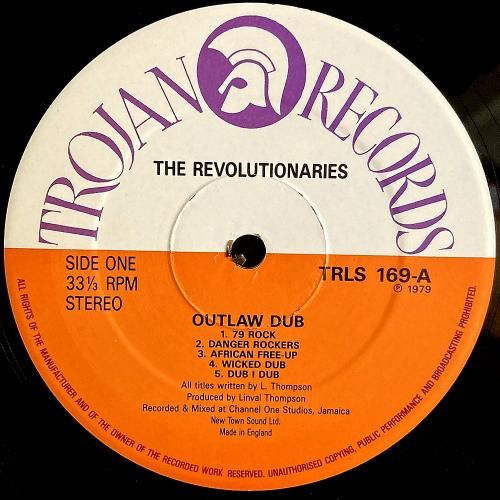 TROJAN RECORDS
THE REVOLUTIONARIES
SIDE ONE
33⅓ RPM
STEREO
TRLS 169-A
℗ 1979
OUTLAW DUB
1. 79 ROCK
2. DANGER ROCKERS
3. AFRICAN FREE-UP
4. WICKED DUB
5. DUB I DUB
All titles written by L. Thompson
Produced by Linval Thompson
Recorded & Mixed at Channel One Studios, Jamaica
New Town Sound Ltd.
Made in England
ALL RIGHTS OF THE MANUFACTURER AND OF THE OWNER OF THE RECORDED WORK RESERVED. UNAUTHORISED COPYING, PUBLIC PERFORMANCE AND BROADCASTING PROHIBITED.